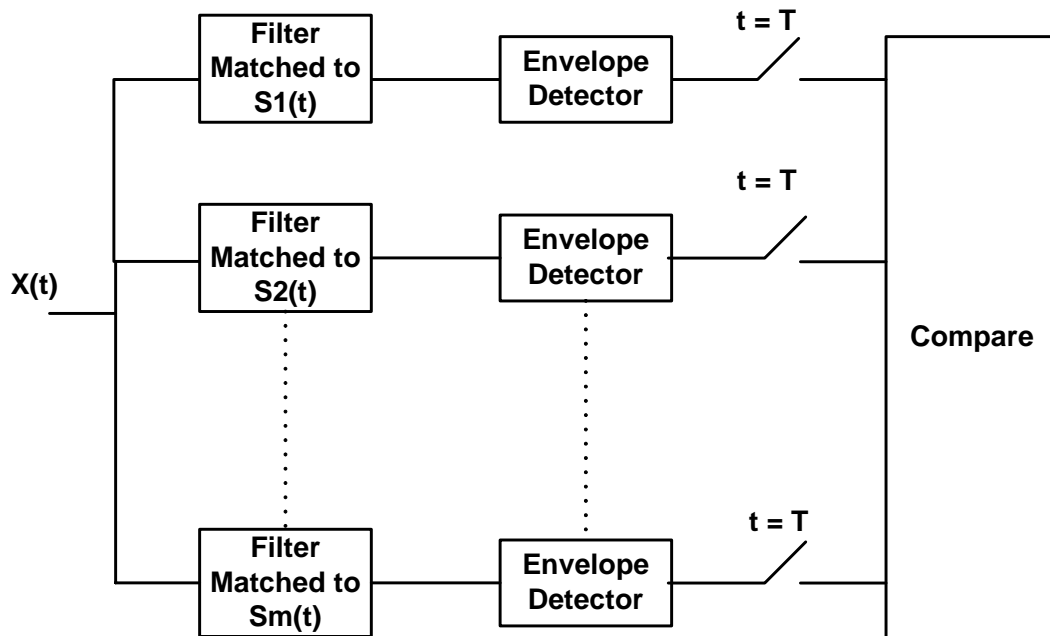 Filter
Matched to
S1(t)
Envelope
Detector
t = T
Filter
Matched to
S2(t)
Envelope
Detector
t = T
X(t)
Compare
Filter
Matched to
Sm(t)
Envelope
Detector
t = T